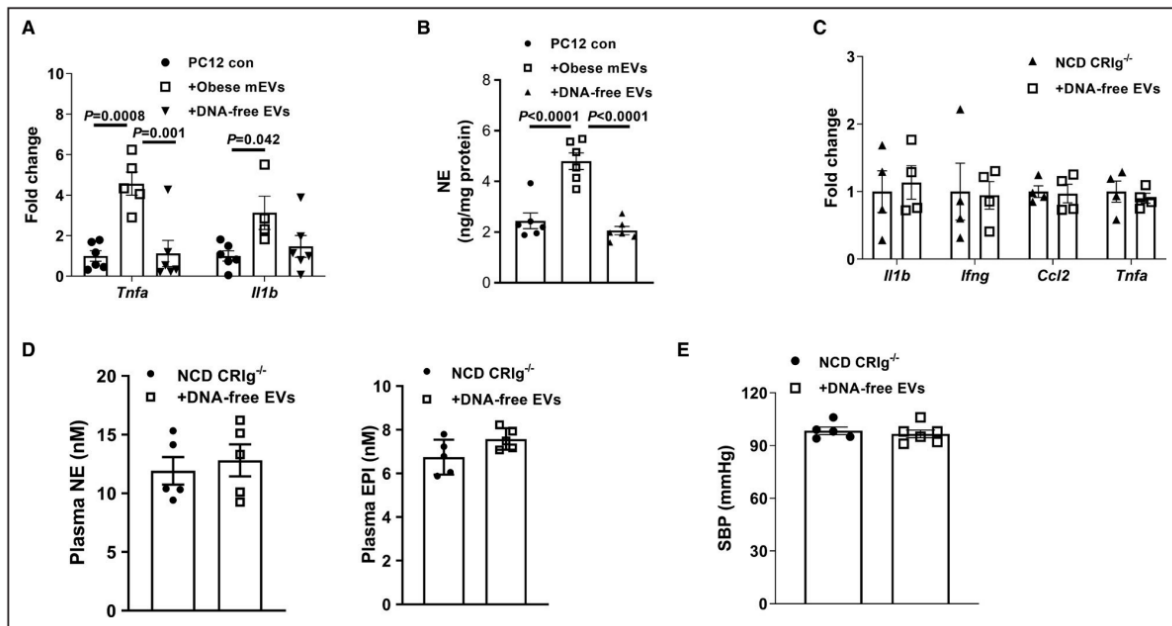 A
PC12 con
+Obese mEVs
+DNA-free EVs
P=0.0008
P=0.001
P=0.042
Fold change
10
8
6
4
2
0
Tnfa
Il1b
B
PC12 con
+Obese mEVs
+DNA-free EVs
P<0.0001
P<0.0001
NE
(ng/mg protein)
8
6
4
2
0
C
NCD CRIg-/-
+DNA-free EVs
Fold change
3
2
1
0
Il1b
Ifng
Ccl2
Tnfa
D
NCD CRIg-/-
+DNA-free EVs
Plasma NE (nM)
20
15
10
5
0
NCD CRIg-/-
+DNA-free EVs
Plasma EPI (nM)
10
8
6
4
2
0
E
NCD CRIg-/-
+DNA-free EVs
SBP (mmHg)
120
90
60
30
0